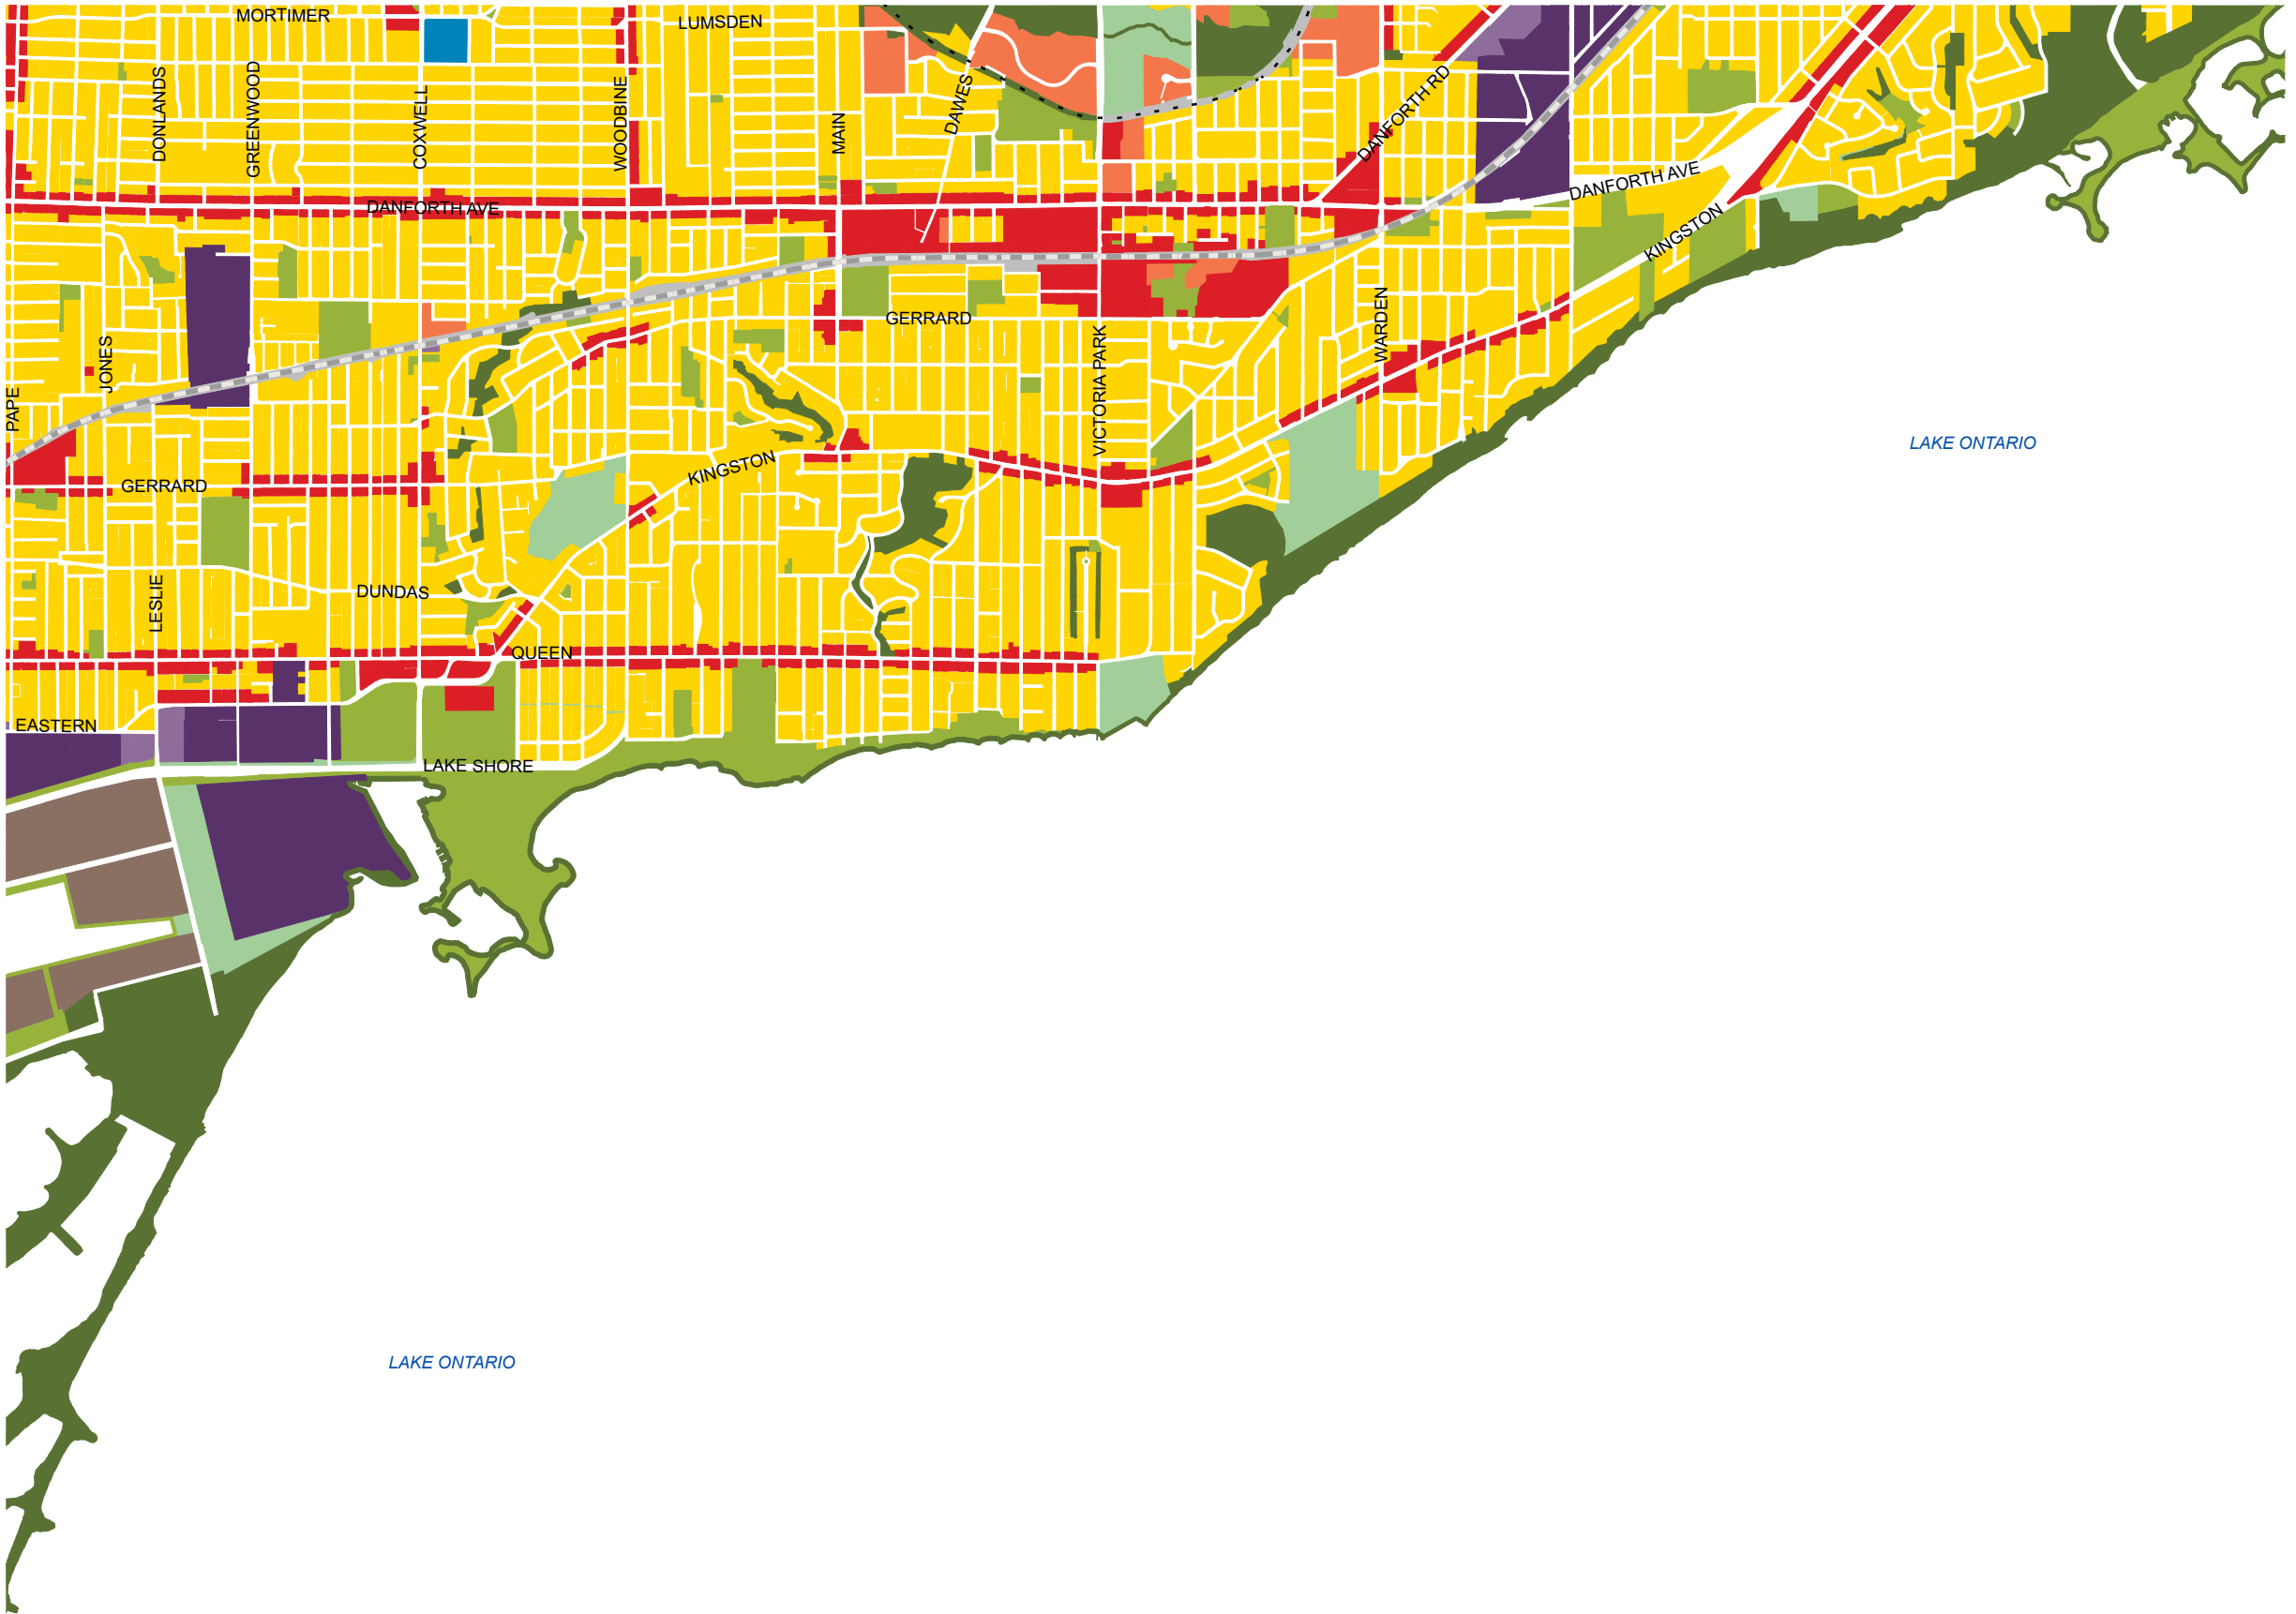 MORTIMER
LUMSDEN
DONLANDS
GREENWOOD
COXWELL
WOODBINE
MAIN
DAWES
DANFORTH RD
DANFORTH AVE
DANFORTH AVE
KINGSTON
GERRARD
JONES
PAPE
VICTORIA PARK
WARDEN
LAKE ONTARIO
KINGSTON
GERRARD
DUNDAS
LESLIE
QUEEN
EASTERN
LAKE SHORE
LAKE ONTARIO